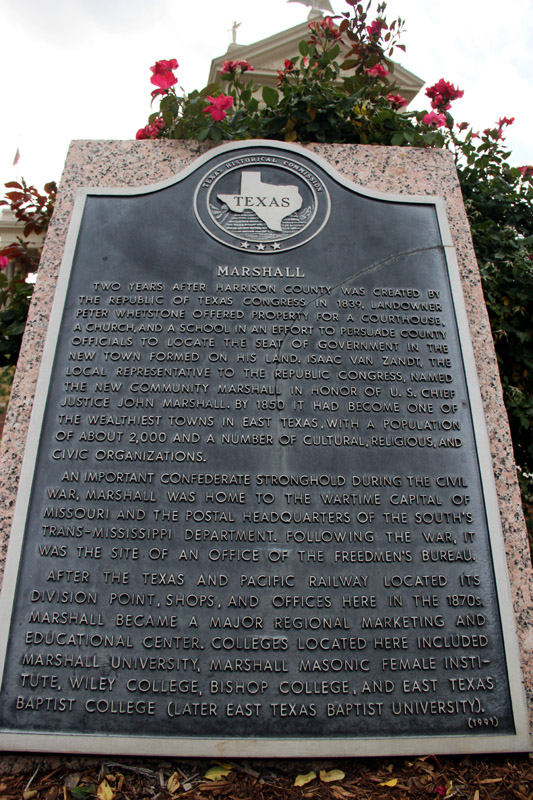 TEXAS HISTORICAL COMMISSION
TEXAS
MARSHALL
TWO YEARS AFTER HARRISON COUNTY WAS CREATED BY
THE REPUBLIC OF TEXAS CONGRESS IN 1839, LANDOWNER
PETER WHETSTONE OFFERED PROPERTY FOR A COURTHOUSE,
A CHURCH, AND A SCHOOL IN AN EFFORT TO PERSUADE COUNTY
OFFICIALS TO LOCATE THE SEAT OF GOVERNMENT IN THE
NEW TOWN FORMED ON HIS LAND. ISAAC VAN ZANDT, THE
LOCAL REPRESENTATIVE TO THE REPUBLIC CONGRESS, NAMED
THE NEW COMMUNITY MARSHALL IN HONOR OF U. S. CHIEF
JUSTICE JOHN MARSHALL. BY 1850 IT HAD BECOME ONE OF
THE WEALTHIEST TOWNS IN EAST TEXAS, WITH A POPULATION
OF ABOUT 2,000 AND A NUMBER OF CULTURAL, RELIGIOUS, AND
CIVIC ORGANIZATIONS.
AN IMPORTANT CONFEDERATE STRONGHOLD DURING THE CIVIL
WAR, MARSHALL WAS HOME TO THE WARTIME CAPITAL OF
MISSOURI AND THE POSTAL HEADQUARTERS OF THE SOUTH'S
TRANS-MISSISSIPPI DEPARTMENT. FOLLOWING THE WAR, IT
WAS THE SITE OF AN OFFICE OF THE FREEDMEN'S BUREAU.
AFTER THE TEXAS AND PACIFIC RAILWAY LOCATED ITS
DIVISION POINT, SHOPS, AND OFFICES HERE IN THE 1870s,
MARSHALL BECAME A MAJOR REGIONAL MARKETING AND
EDUCATIONAL CENTER. COLLEGES LOCATED HERE INCLUDED
MARSHALL UNIVERSITY, MARSHALL MASONIC FEMALE INSTI-
TUTE, WILEY COLLEGE, BISHOP COLLEGE, AND EAST TEXAS
BAPTIST COLLEGE (LATER EAST TEXAS BAPTIST UNIVERSITY).
(1991)